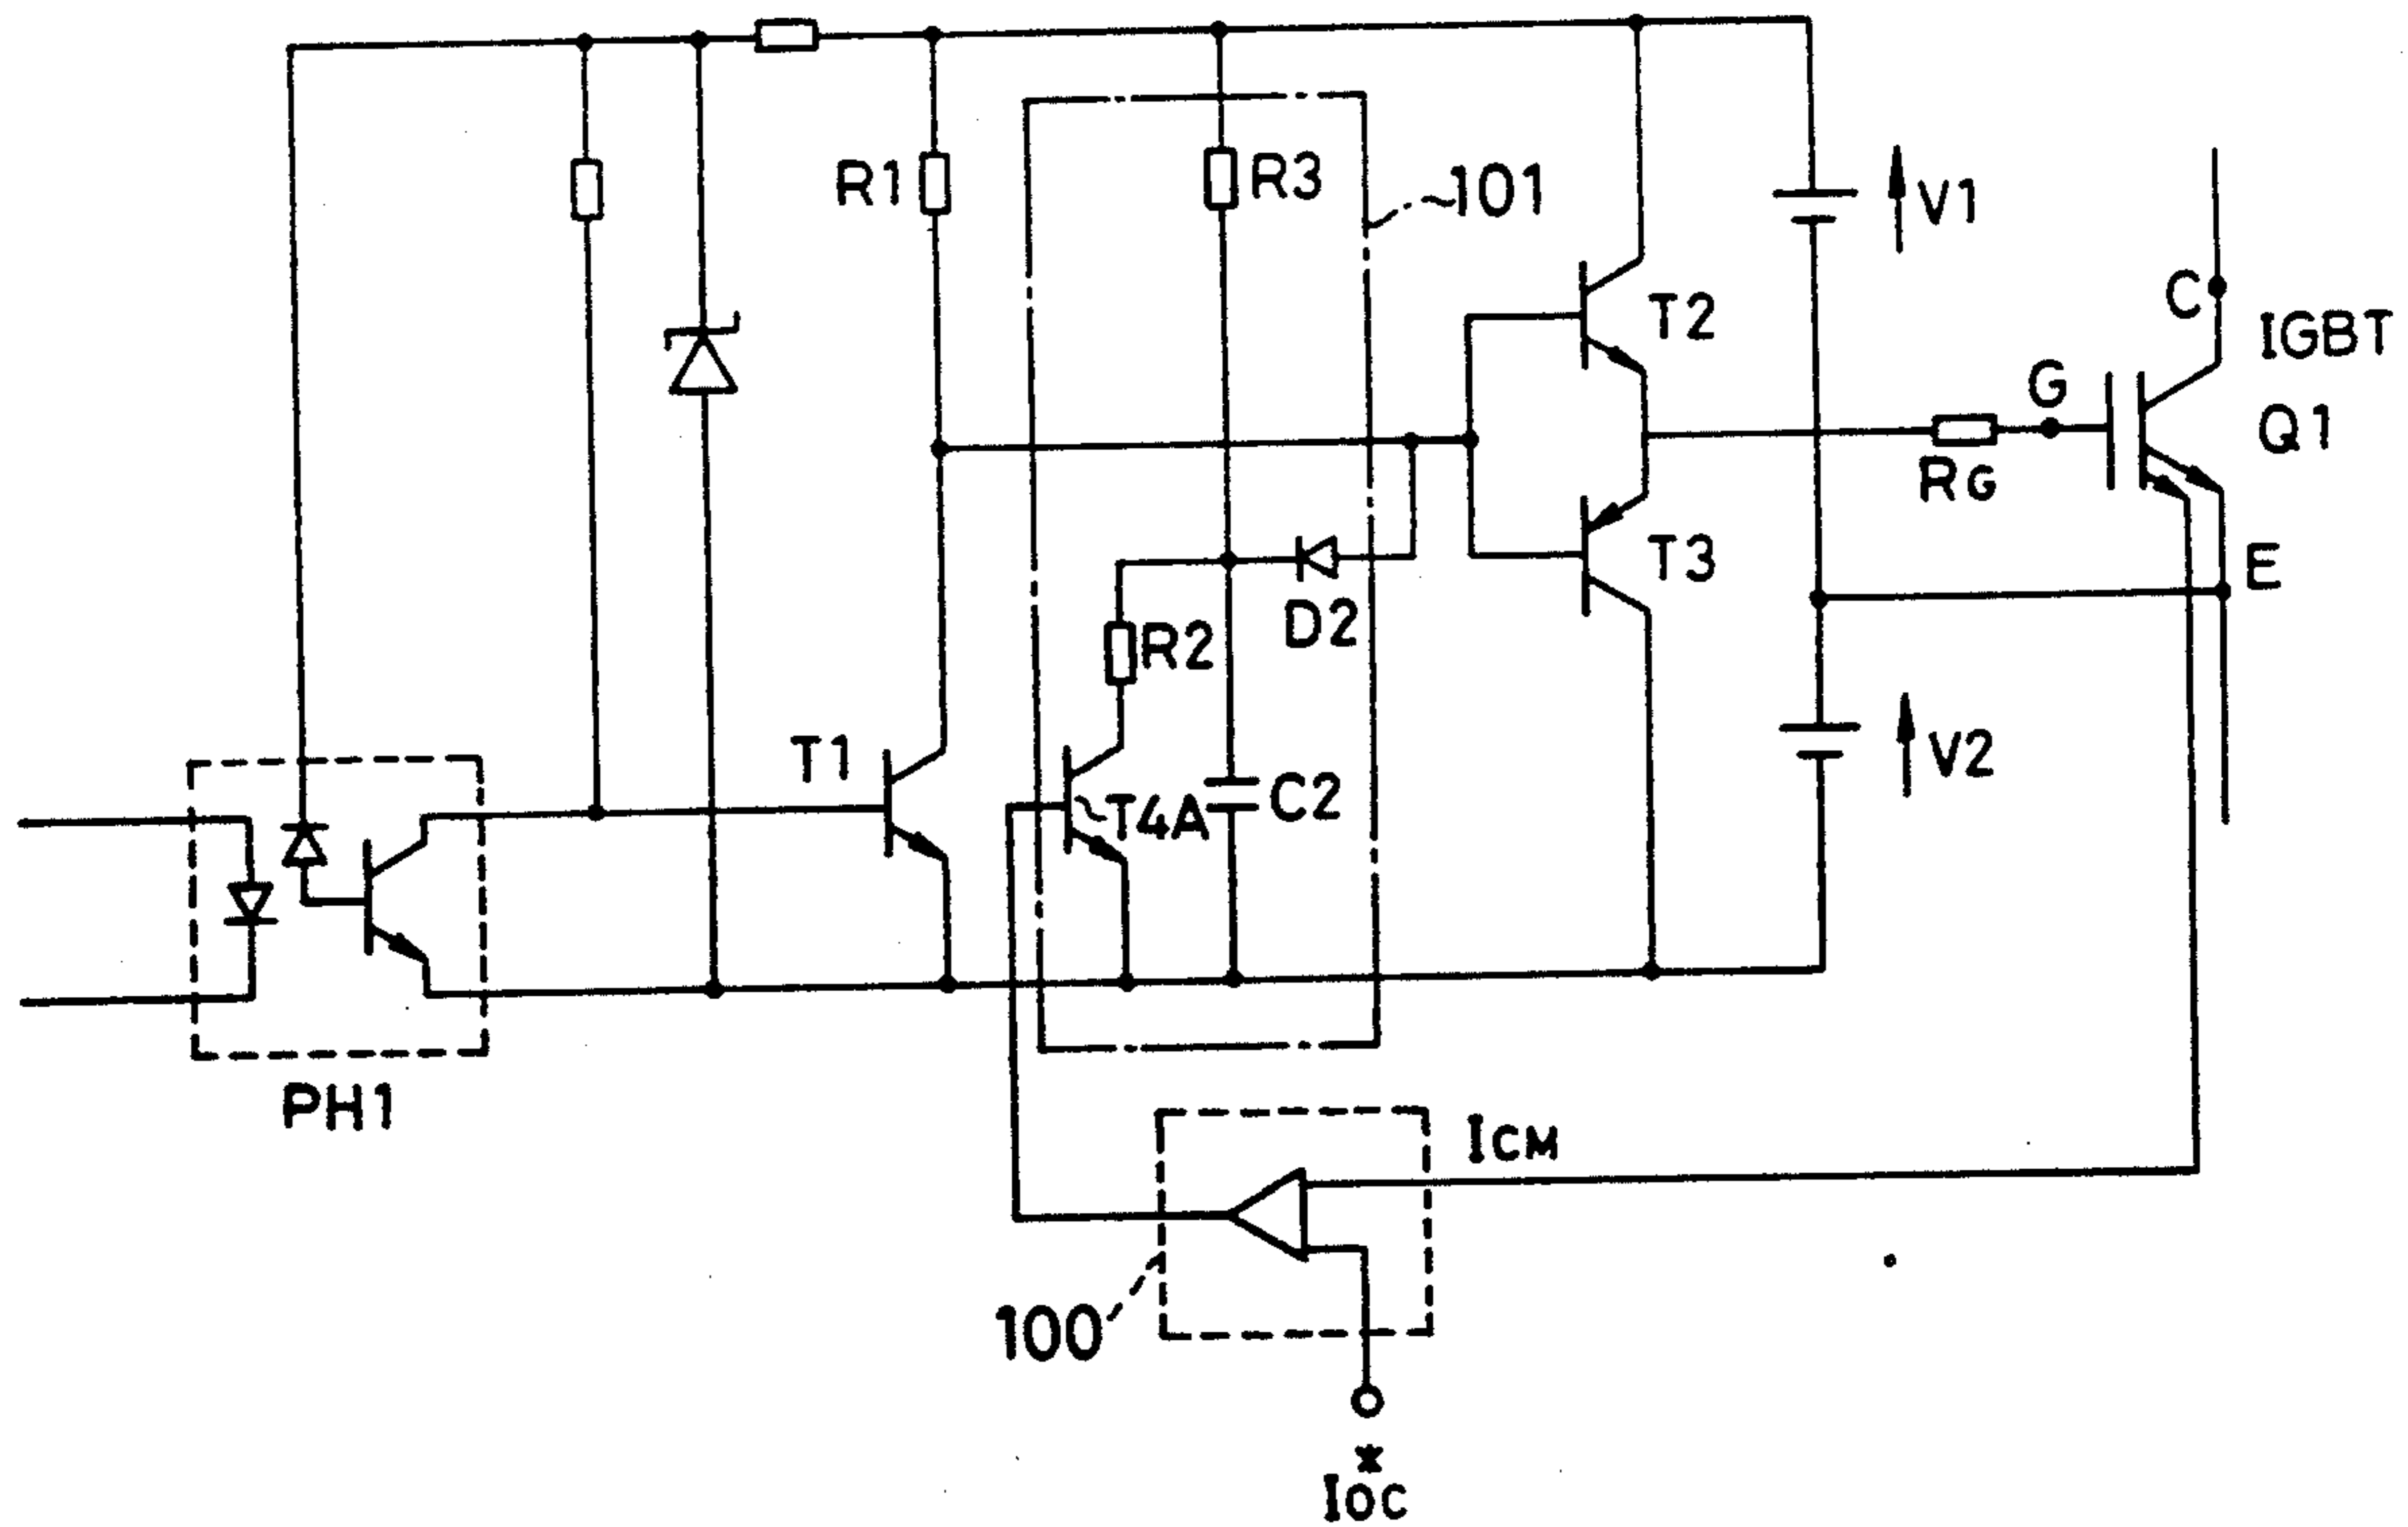 R1
R3
101
V1
C
IGBT
Q1
G
T2
RG
T3
E
D2
R2
V2
T1
T4A
C2
PH1
ICM
100'
*
IOC